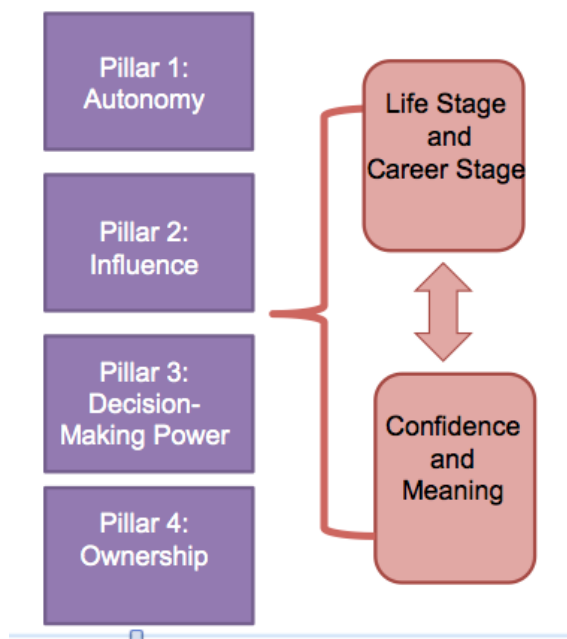 Pillar 1:
Autonomy
Pillar 2:
Influence
Pillar 3:
Decision-
Making Power
Pillar 4:
Ownership
Life Stage
and
Career Stage
Confidence
and
Meaning